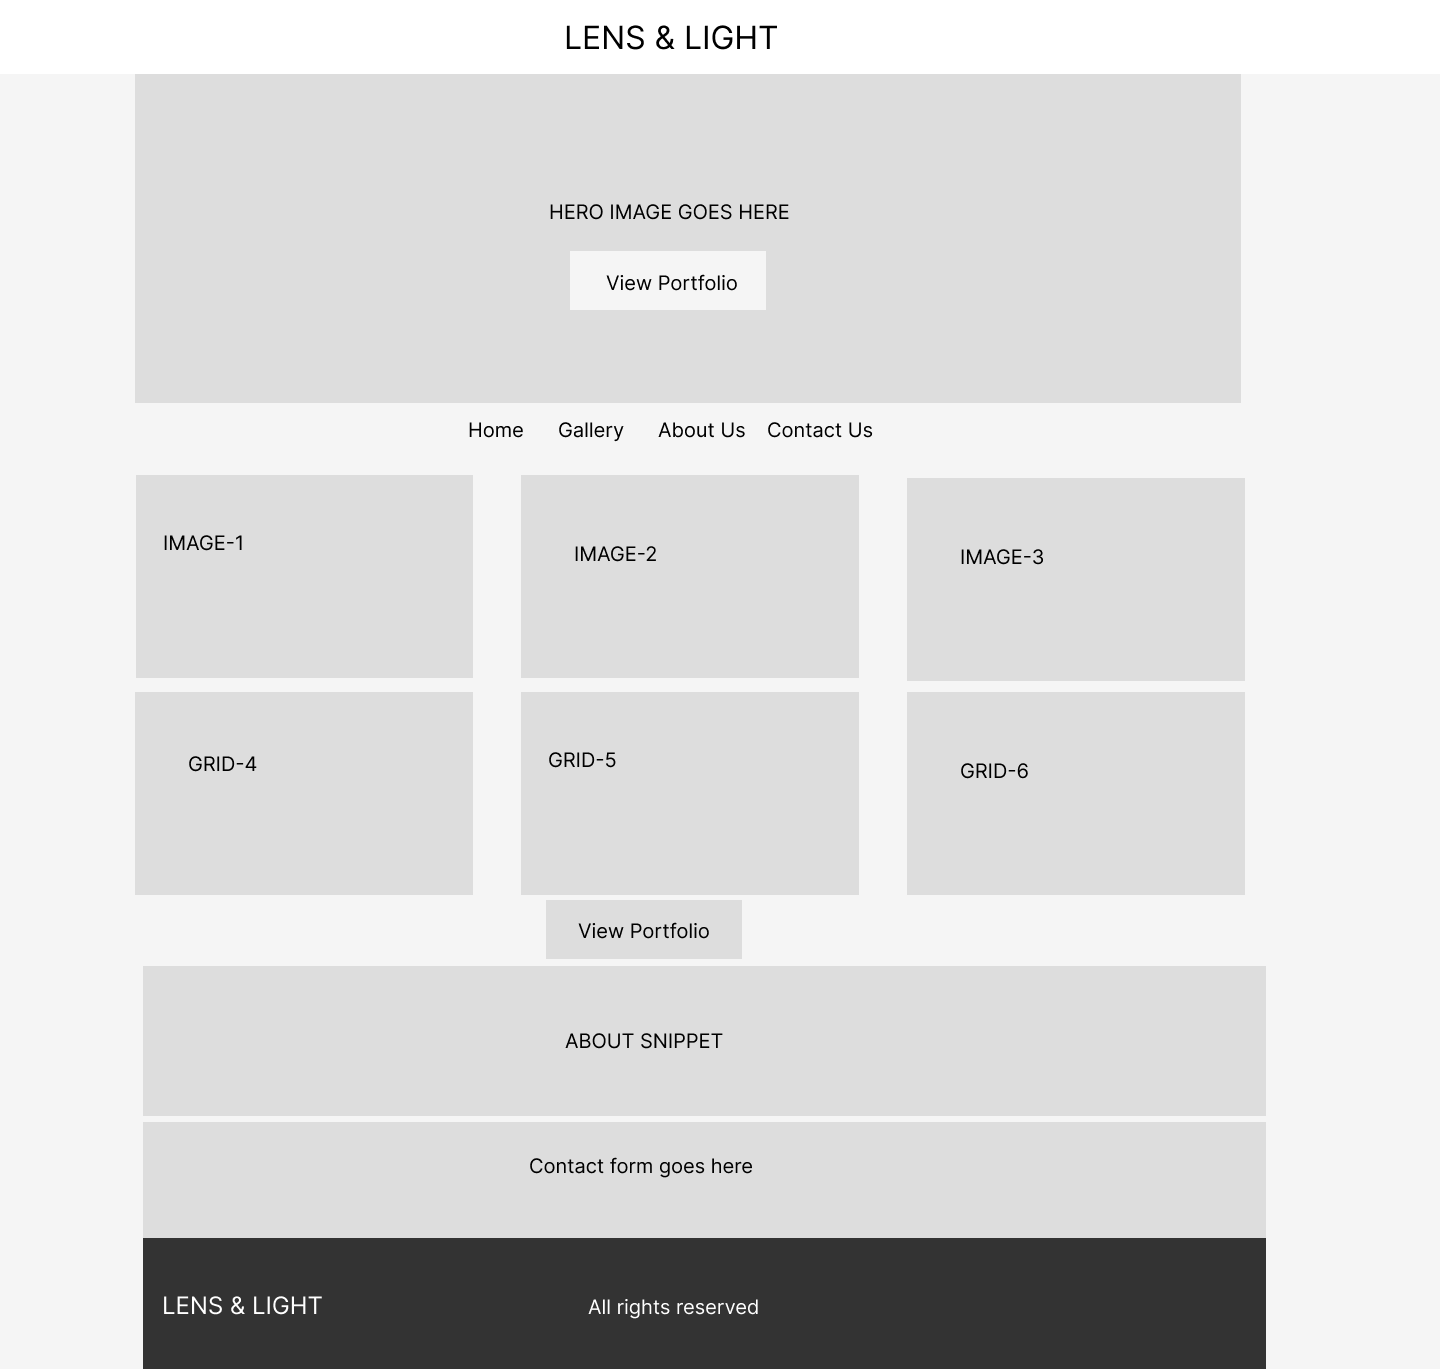 LENS & LIGHT
HERO IMAGE GOES HERE
View Portfolio
Home Gallery About Us Contact Us
IMAGE-1
IMAGE-2
IMAGE-3
GRID-4
GRID-5
GRID-6
View Portfolio
ABOUT SNIPPET
Contact form goes here
LENS & LIGHT
All rights reserved